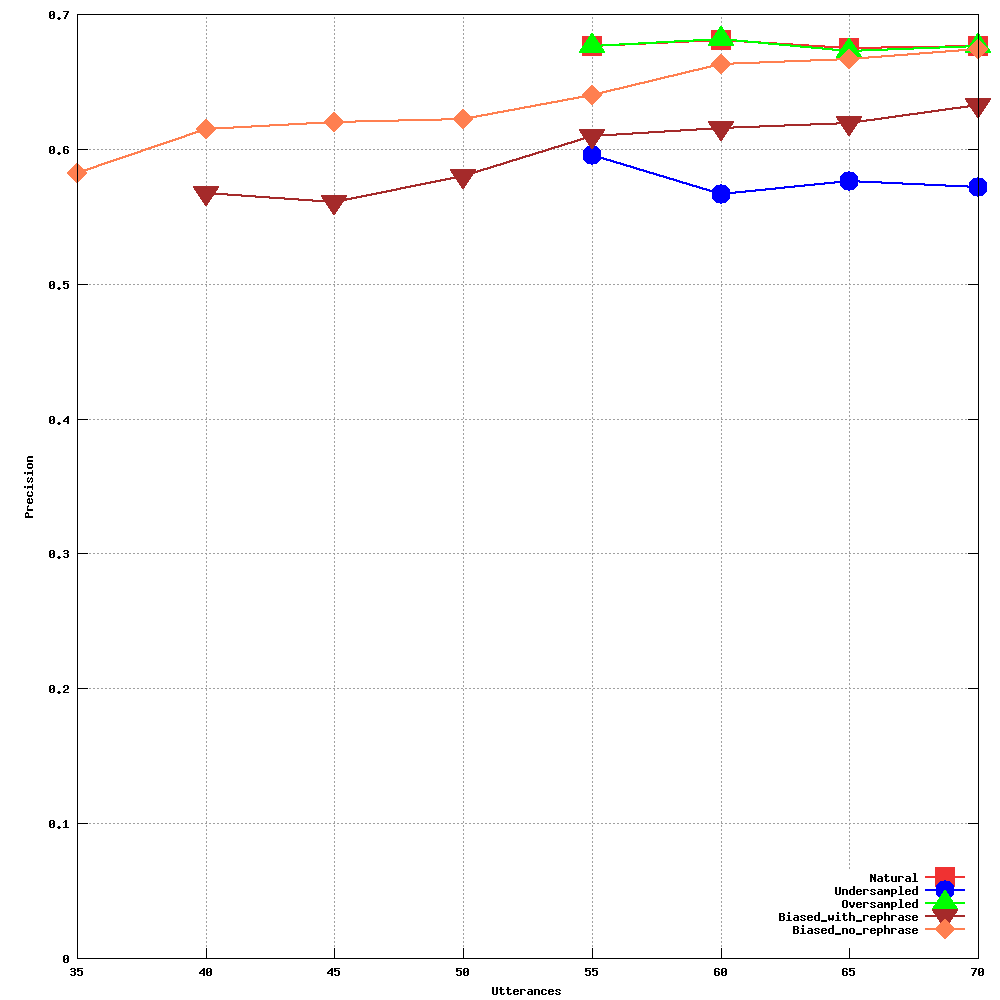 0.7
0.6
0.5
0.4
0.3
0.2
0.1
0
Precision
35 40 45 50 55 60 65 70
Utterances
Natural
Undersampled
Oversampled
Biased_with_rephrase
Biased_no_rephrase